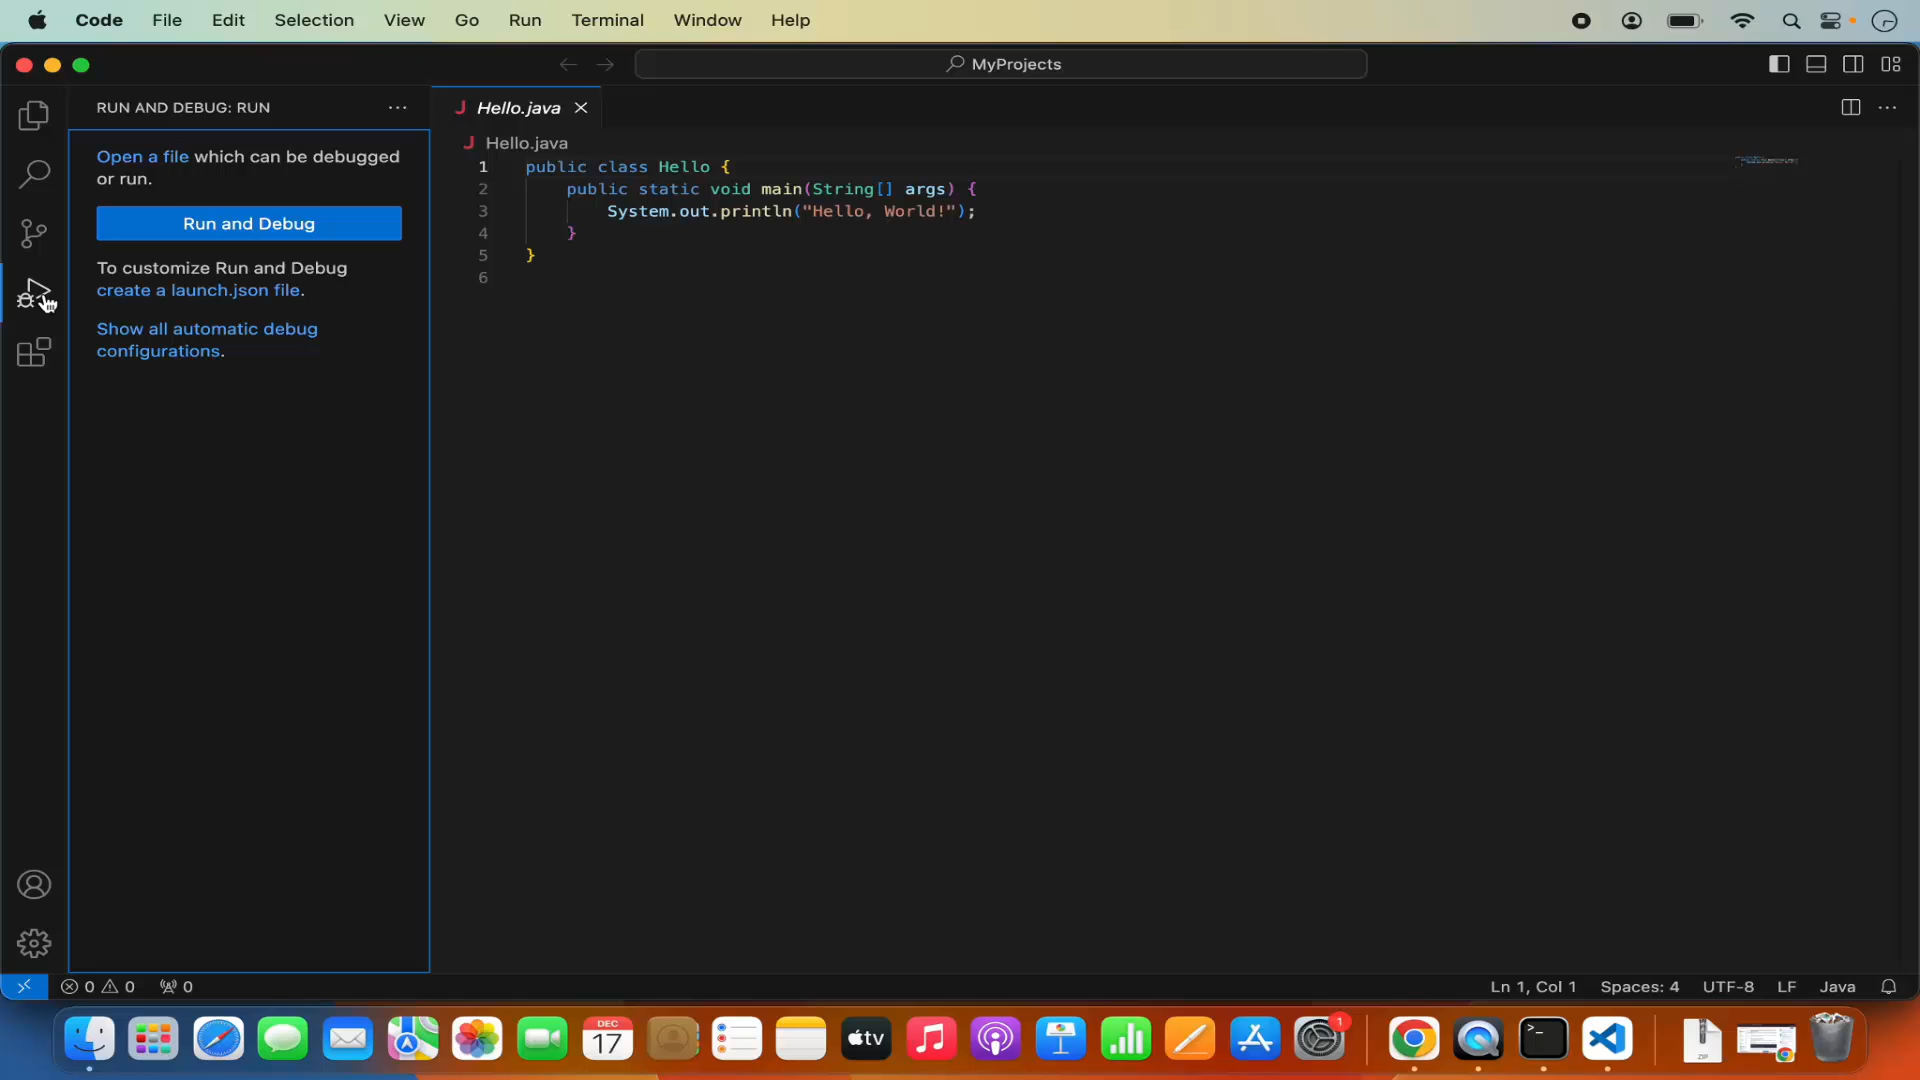 Code File Edit Selection View Go Run Terminal Window Help
MyProjects
RUN AND DEBUG: RUN
Hello.java
Open a file which can be debugged
or run.
Run and Debug
To customize Run and Debug
create a launch.json file.
Show all automatic debug
configurations.
Hello.java
1 public class Hello {
2 public static void main(String[] args) {
3 System.out.println("Hello, World!");
4 }
5 }
6
0 0 0 Ln 1, Col 1 Spaces: 4 UTF-8 LF Java
DEC
17
tv
1
>_
ZIP